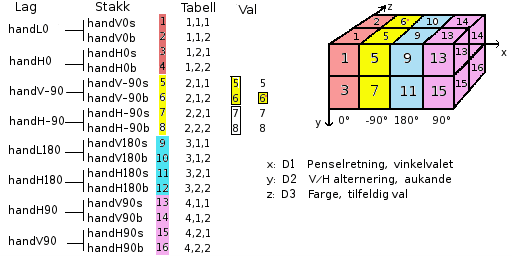 Lag Stakk Tabell Val
handL0 handV0s 1 1,1,1
handV0b 2 1,1,2
handH0 handH0s 3 1,2,1
handH0b 4 1,2,2
handV-90 handV-90s 5 2,1,1 5 5
handV-90b 6 2,1,2 6 6
handH-90 handH-90s 7 2,2,1 7 7
handH-90b 8 2,2,2 8 8
handL180 handV180s 9 3,1,1
handV180b 10 3,1,2
handH180 handH180s 11 3,2,1
handH180b 12 3,2,2
handH90 handV90s 13 4,1,1
handV90b 14 4,1,2
handV90 handH90s 15 4,2,1
handH90b 16 4,2,2
z
2 6' 10 14
1 5 9 13 14
x
1 5 9 13 13 16
3 7 11 15 15
y 0° -90° 180° 90°
x: D1 Penselretning, vinkelvalet
y: D2 V/H alternering, aukande
z: D3 Farge, tilfeldig val